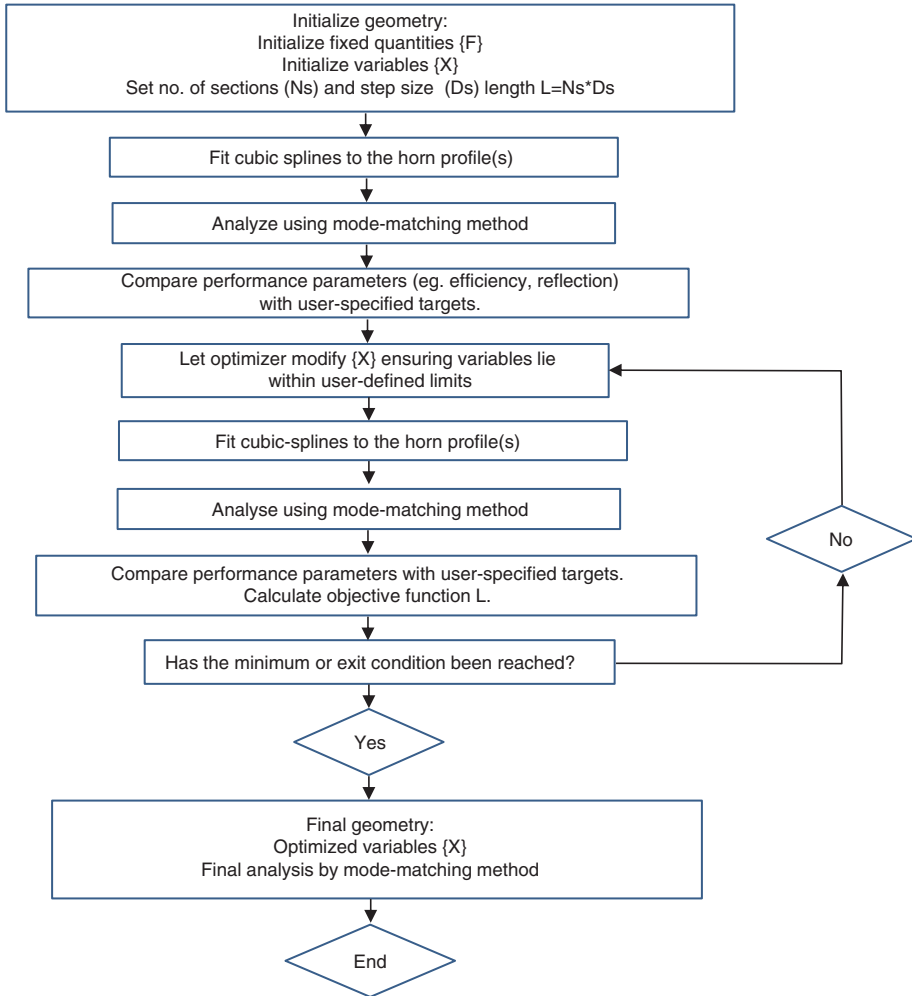 Initialize geometry:
Initialize fixed quantities {F}
Initialize variables {X}
Set no. of sections (Ns) and step size (Ds) length L=Ns*Ds
Fit cubic splines to the horn profile(s)
Analyze using mode-matching method
Compare performance parameters (eg. efficiency, reflection)
with user-specified targets.
Let optimizer modify {X} ensuring variables lie
within user-defined limits
Fit cubic-splines to the horn profile(s)
Analyse using mode-matching method
No
Compare performance parameters with user-specified targets.
Calculate objective function L.
Has the minimum or exit condition been reached?
Yes
Final geometry:
Optimized variables {X}
Final analysis by mode-matching method
End